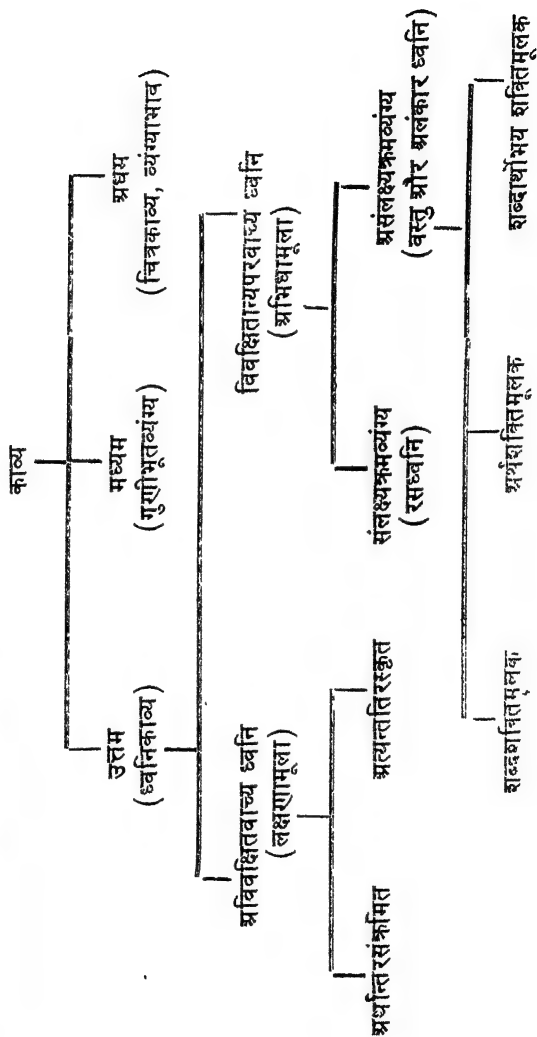 काव्य
उत्तम
(ध्वनिकाव्य)
मध्यम
(गुणीभूतव्यंग्य)
अधम
(चित्रकाव्य, व्यंग्याभाव)
अविवक्षितवाच्य ध्वनि
(लक्षणामूला)
विवक्षितान्यपरवाच्य ध्वनि
(अभिधामूला)
अर्थान्तरसंक्रमित
अत्यन्ततिरस्कृत
संलक्ष्यक्रमव्यंग्य
(रसध्वनि)
असंलक्ष्यक्रमव्यंग्य
(वस्तु और अलंकार ध्वनि)
शब्दशक्तिमूलक
अर्थशक्तिमूलक
शब्दार्थोभय शक्तिमूलक